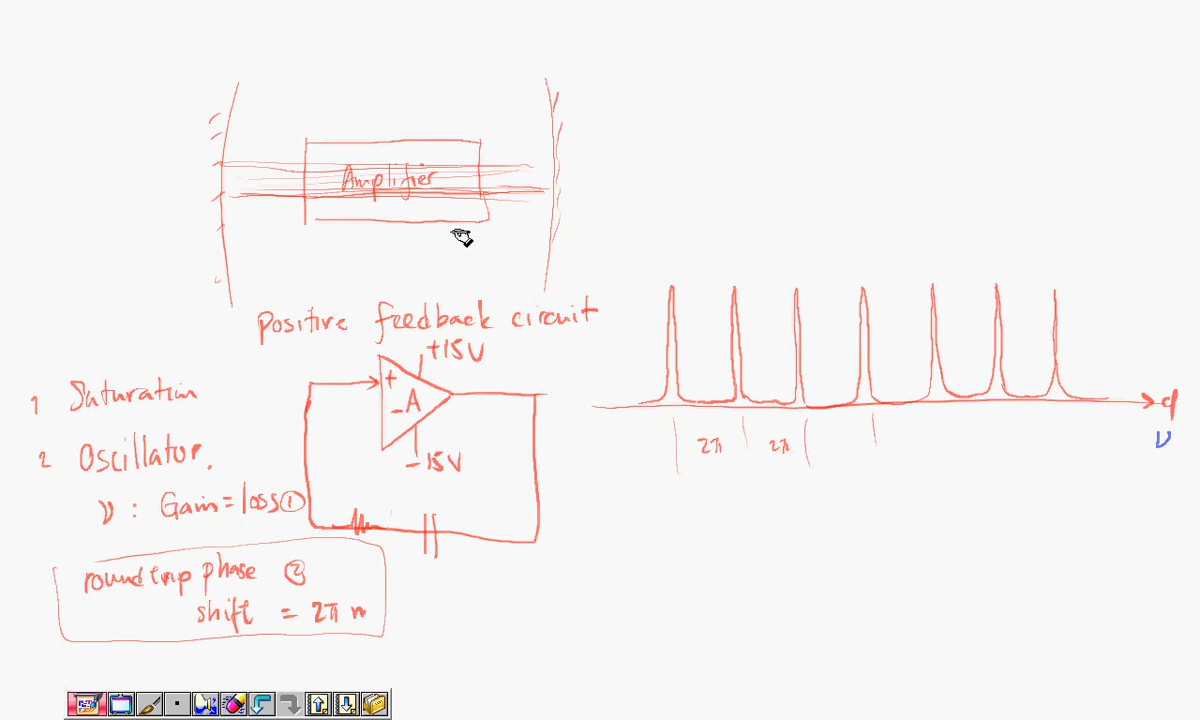 Amplifier
Positive feedback circuit
+15V
+
-A
-15V
1 Saturation
2 Oscillator.
ν : Gain = loss ①
round trip phase ②
shift = 2π m
2π 2π
φ
ν